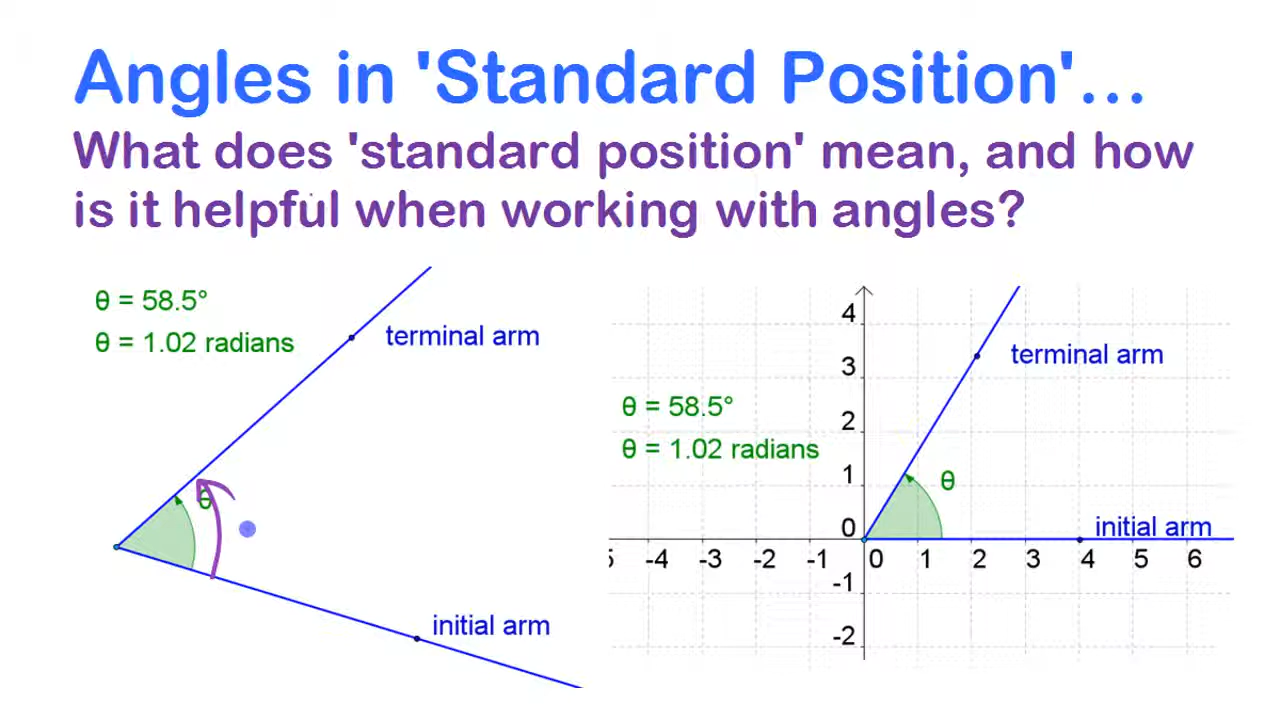 Angles in 'Standard Position'...
What does 'standard position' mean, and how
is it helpful when working with angles?
θ = 58.5°
θ = 1.02 radians
terminal arm
θ
initial arm
4
3
2
1
0
-1
-2
terminal arm
θ = 58.5°
θ = 1.02 radians
θ
initial arm
-4 -3 -2 -1 0 1 2 4 5 6